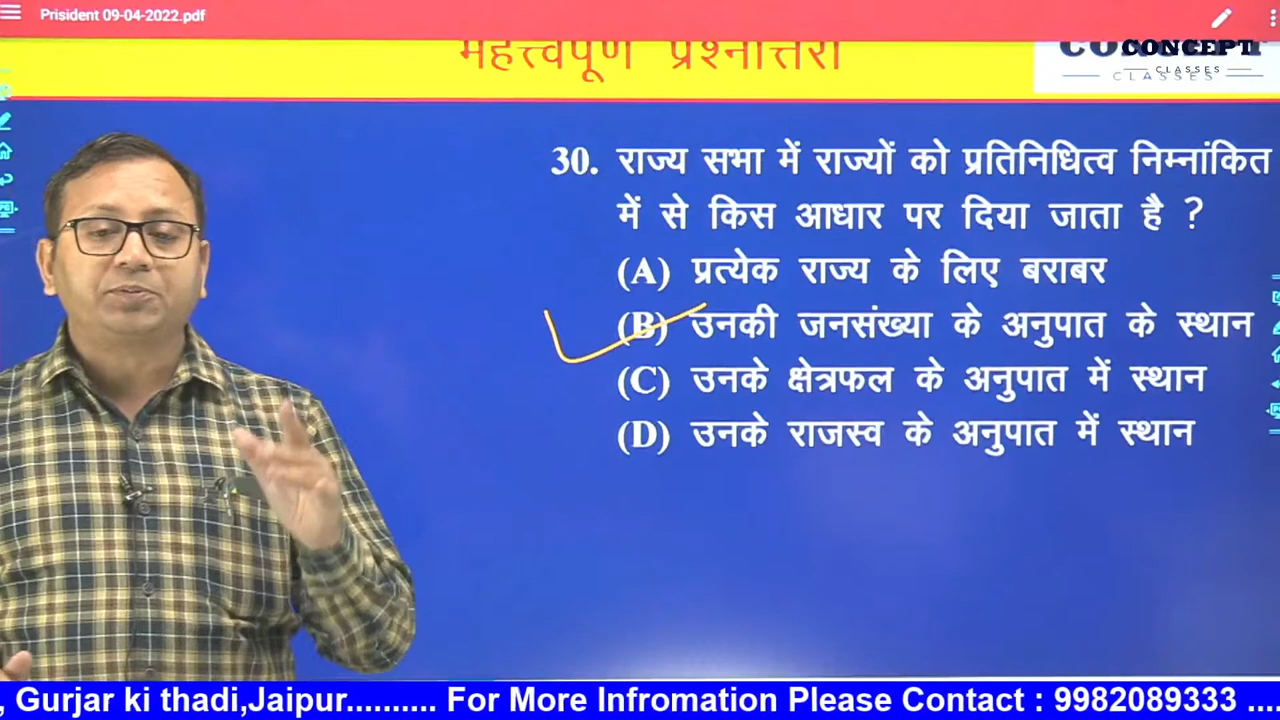 Prisident 09-04-2022.pdf
महत्त्वपूर्ण प्रश्नोत्तरी
CONCEPT
CLASSES
CLASSES
30. राज्य सभा में राज्यों को प्रतिनिधित्व निम्नांकित
में से किस आधार पर दिया जाता है ?
(A) प्रत्येक राज्य के लिए बराबर
(B) उनकी जनसंख्या के अनुपात के स्थान
(C) उनके क्षेत्रफल के अनुपात में स्थान
(D) उनके राजस्व के अनुपात में स्थान
, Gurjar ki thadi,Jaipur.......... For More Infromation Please Contact : 9982089333 ....